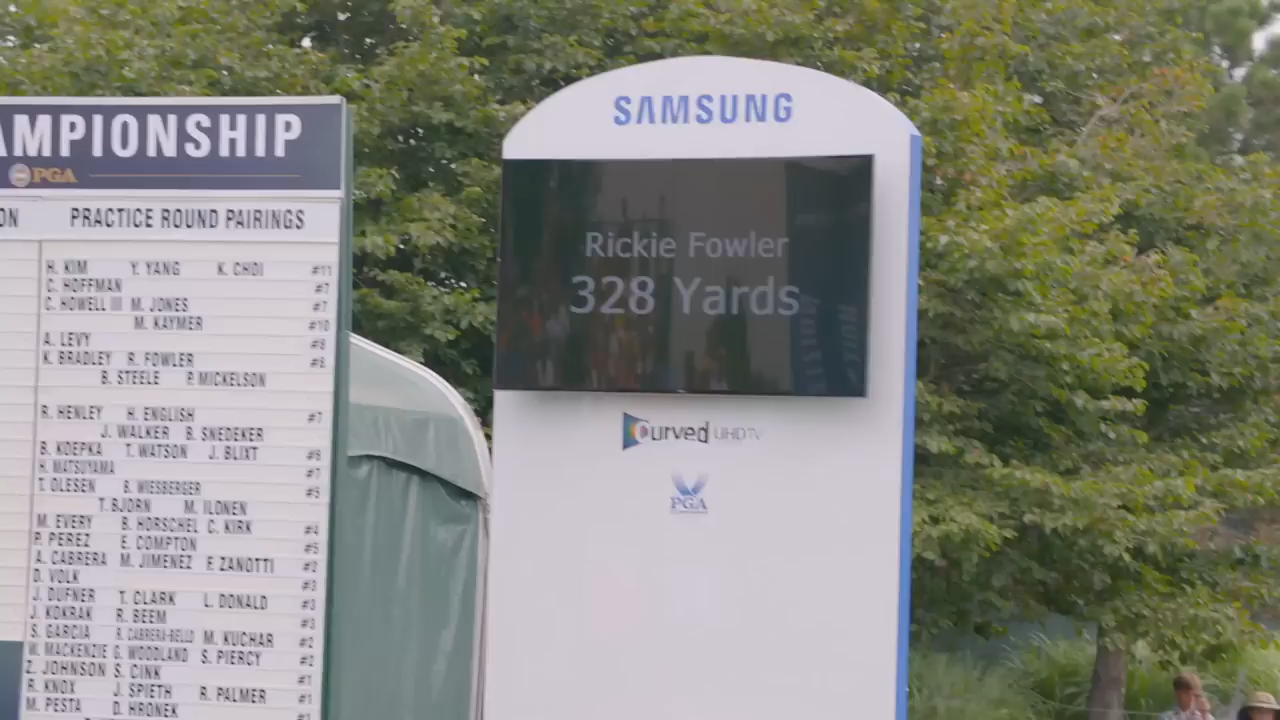 AMPIONSHIP
PGA
ON PRACTICE ROUND PAIRINGS
H. KIM Y. YANG K. CHOI #11
C. HOFFMAN #7
C. HOWELL III M. JONES #7
M. KAYMER #10
A. LEVY #8
K. BRADLEY R. FOWLER #8
B. STEELE P. MICKELSON
R. HENLEY H. ENGLISH #7
J. WALKER B. SNEDEKER
B. KOEPKA T. WATSON J. BLIXT #6
H. MATSUYAMA #7
T. OLESEN B. WIESBERGER #5
T. BJORN M. ILONEN
M. EVERY B. HORSCHEL C. KIRK #4
P. PEREZ E. COMPTON #5
A. CABRERA M. JIMENEZ F. ZANOTTI #2
D. VOLK #3
J. DUFNER T. CLARK L. DONALD #3
J. KOKRAK R. BEEM #3
S. GARCIA R. CABRERA-BELLO M. KUCHAR #2
W. MACKENZIE G. WOODLAND S. PIERCY #2
Z. JOHNSON S. CINK #1
R. KNOX J. SPIETH R. PALMER #1
M. PESTA D. HRONEK #1
SAMSUNG
Rickie Fowler
328 Yards
Curved UHD TV
PGA